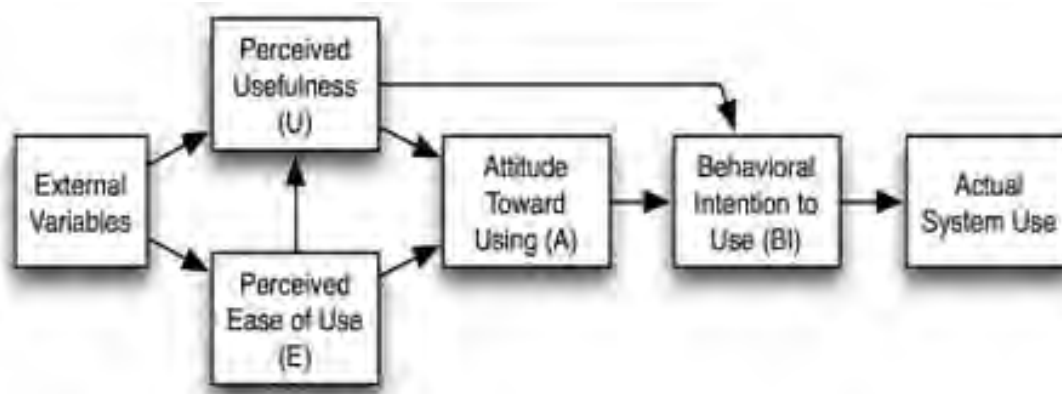 External
Variables
Perceived
Usefulness
(U)
Perceived
Ease of Use
(E)
Attitude
Toward
Using (A)
Behavioral
Intention to
Use (BI)
Actual
System Use